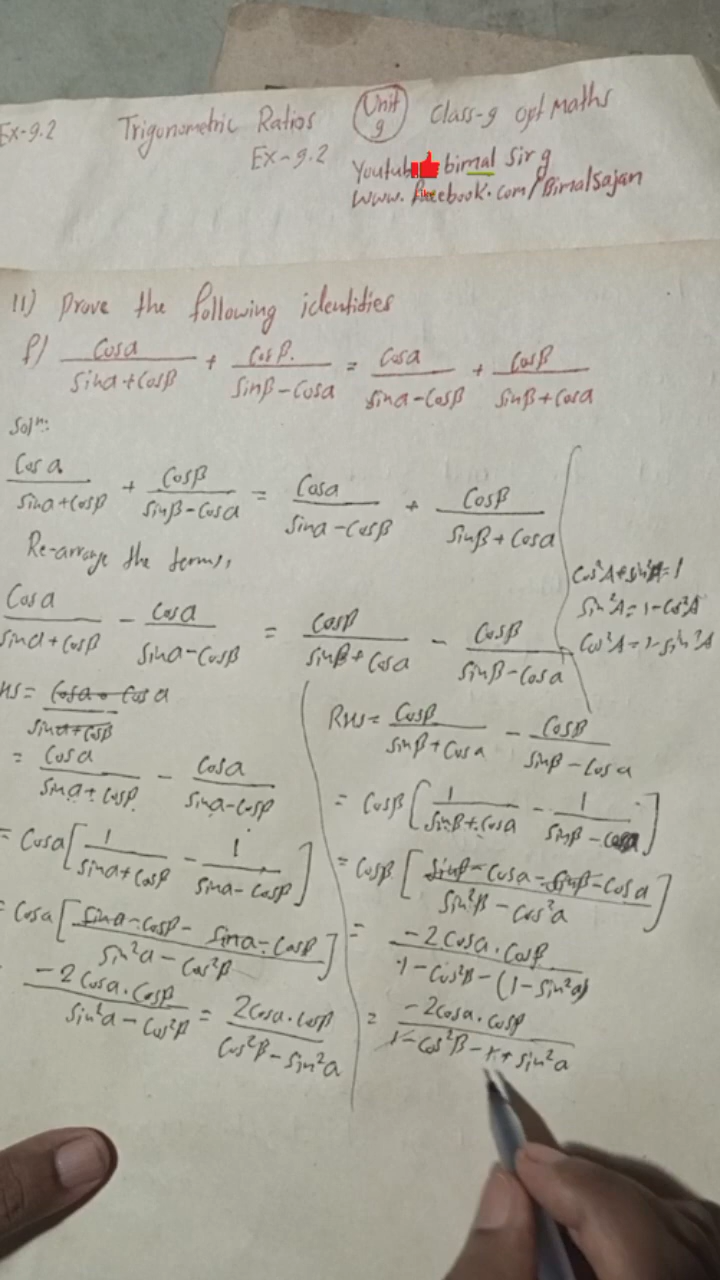 Ex-9.2 Trigonometric Ratios Unit 9 Class-9 opt Maths
Ex-9.2
Youtub bimal Sir 9
www.facebook.com/Bimalsajan
Like
11) Prove the following identities
f) Cosα/(Sinα+Cosβ) + Cosβ/(Sinβ-Cosα) = Cosα/(Sinα-Cosβ) + Cosβ/(Sinβ+Cosα)
Solⁿ:
Cosα/(Sinα+Cosβ) + Cosβ/(Sinβ-Cosα) = Cosα/(Sinα-Cosβ) + Cosβ/(Sinβ+Cosα)
Re-arrange the terms,
Cosα/(Sinα+Cosβ) - Cosα/(Sinα-Cosβ) = Cosβ/(Sinβ+Cosα) - Cosβ/(Sinβ-Cosα)
Cos²A+Sin²A=1
Sin²A=1-Cos²A
Cos²A=1-Sin²A
HS =
= Cosα/(Sinα+Cosβ) - Cosα/(Sinα-Cosβ)
= Cosα[1/(Sinα+Cosβ) - 1/(Sinα-Cosβ)]
= Cosα[(Sinα-Cosβ-Sinα-Cosβ)/(Sin²α-Cos²β)]
-2Cosα.Cosβ/(Sin²α-Cos²β) = 2Cosα.Cosβ/(Cos²β-Sin²α)
RHS= Cosβ/(Sinβ+Cosα) - Cosβ/(Sinβ-Cosα)
= Cosβ[1/(Sinβ+Cosα) - 1/(Sinβ-Cosα)]
= Cosβ[(Sinβ-Cosα-Sinβ-Cosα)/(Sin²β-Cos²α)]
= -2Cosα.Cosβ/(1-Cos²β-(1-Sin²α))
= -2Cosα.Cosβ/(1-Cos²β-1+Sin²α)